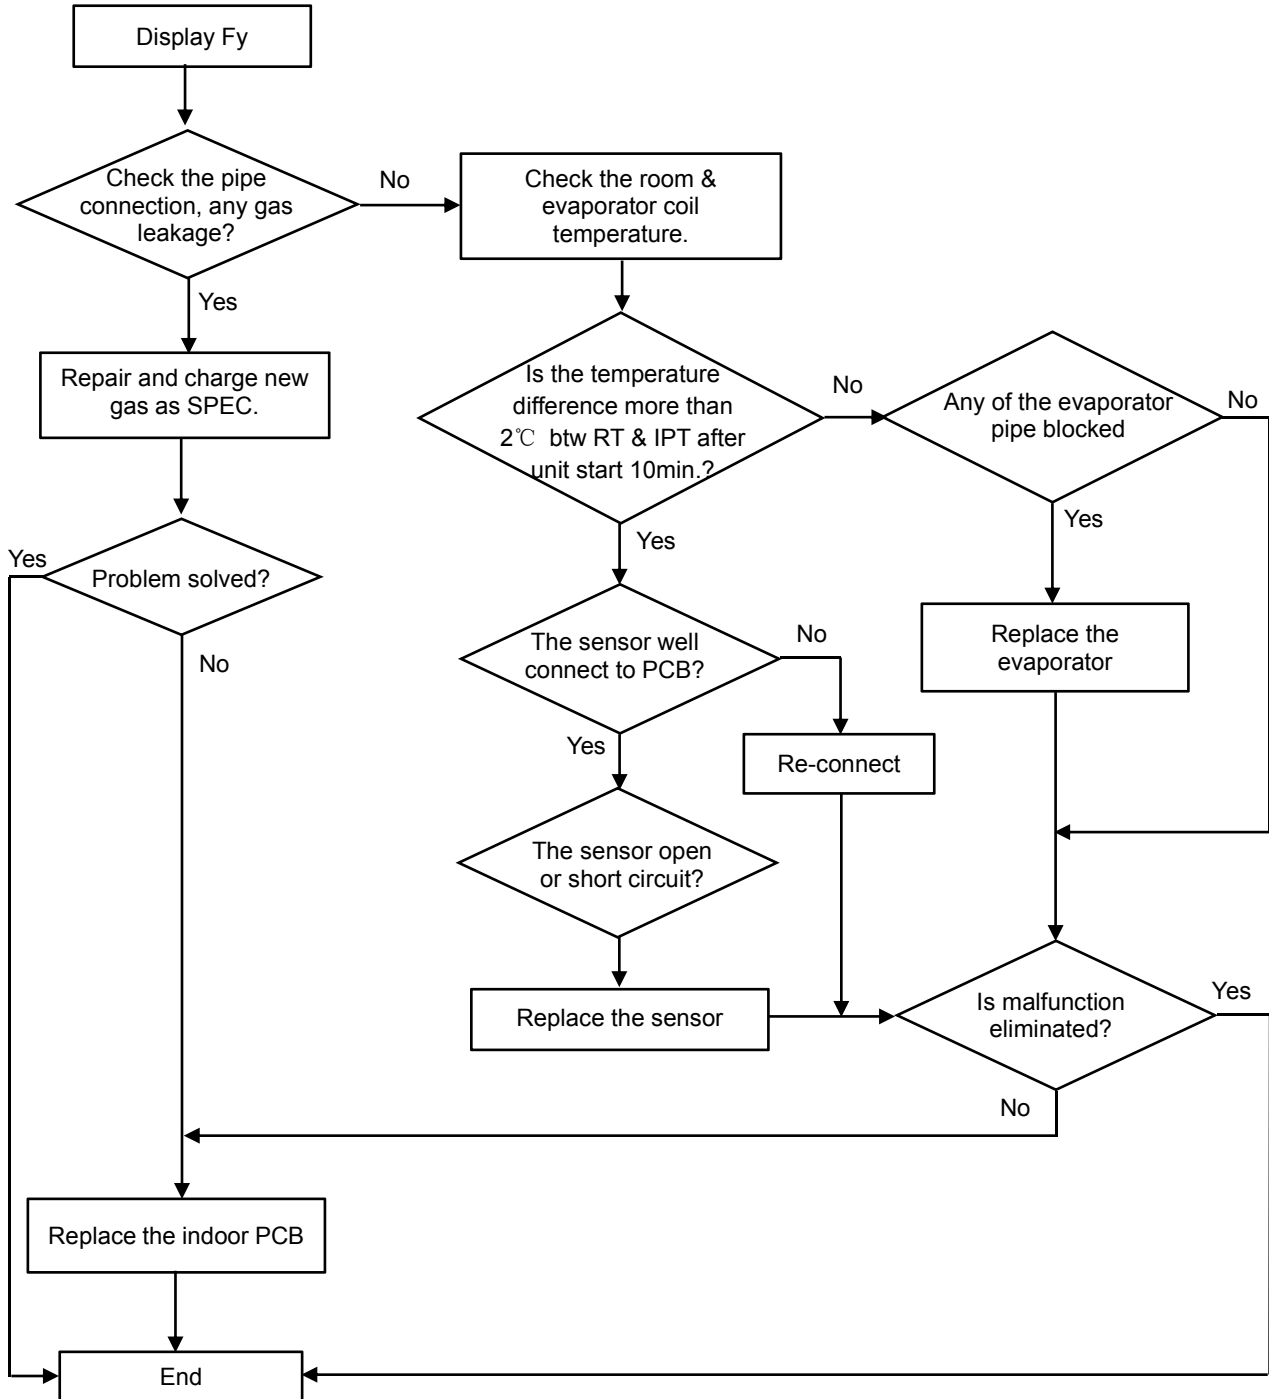 Display Fy
Check the pipe
connection, any gas
leakage?
No
Check the room &
evaporator coil
temperature.
Yes
Repair and charge new
gas as SPEC.
Is the temperature
difference more than
2℃ btw RT & IPT after
unit start 10min.?
No
Any of the evaporator
pipe blocked
No
Yes
Yes
Yes
Problem solved?
No
The sensor well
connect to PCB?
No
Replace the
evaporator
Yes
Re-connect
The sensor open
or short circuit?
Replace the sensor
Is malfunction
eliminated?
Yes
No
Replace the indoor PCB
End